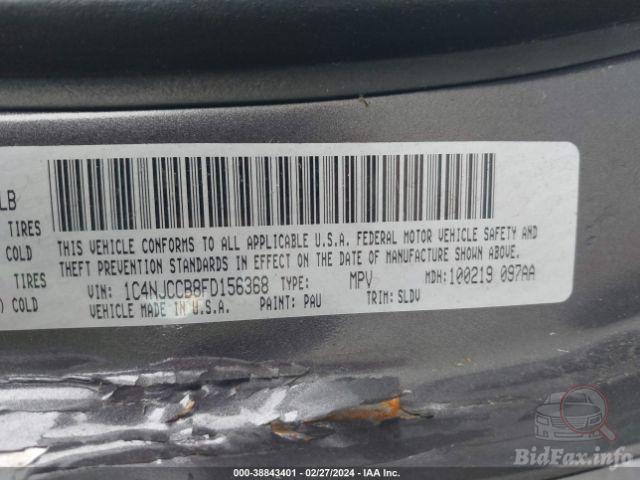 LB
TIRES
COLD
TIRES
) COLD
THIS VEHICLE CONFORMS TO ALL APPLICABLE U.S.A. FEDERAL MOTOR VEHICLE SAFETY AND
THEFT PREVENTION STANDARDS IN EFFECT ON THE DATE OF MANUFACTURE SHOWN ABOVE.
VIN: 1C4NJCCB8FD156368 TYPE: MPV MDH:100219 097AA
VEHICLE MADE IN U.S.A. PAINT: PAU TRIM: SLDV
BidFax.info
000-38843401 - 02/27/2024 - IAA Inc.